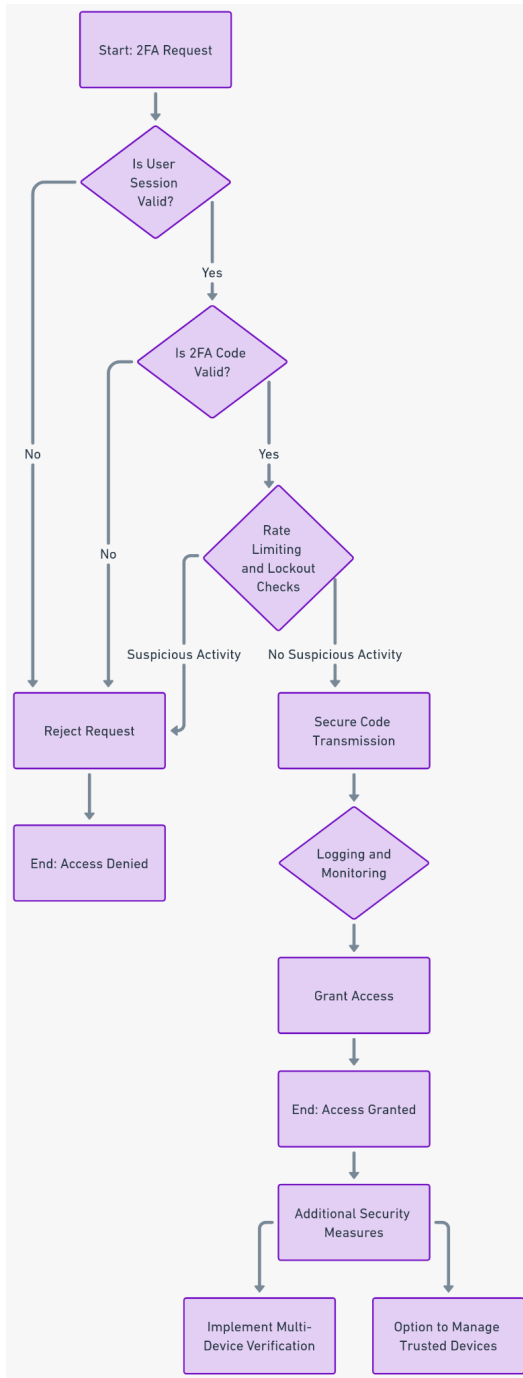 Start: 2FA Request
Is User
Session
Valid?
Yes
Is 2FA Code
Valid?
No
Yes
Rate
Limiting
and Lockout
Checks
No
Suspicious Activity
No Suspicious Activity
Reject Request
Secure Code
Transmission
End: Access Denied
Logging and
Monitoring
Grant Access
End: Access Granted
Additional Security
Measures
Implement Multi-
Device Verification
Option to Manage
Trusted Devices